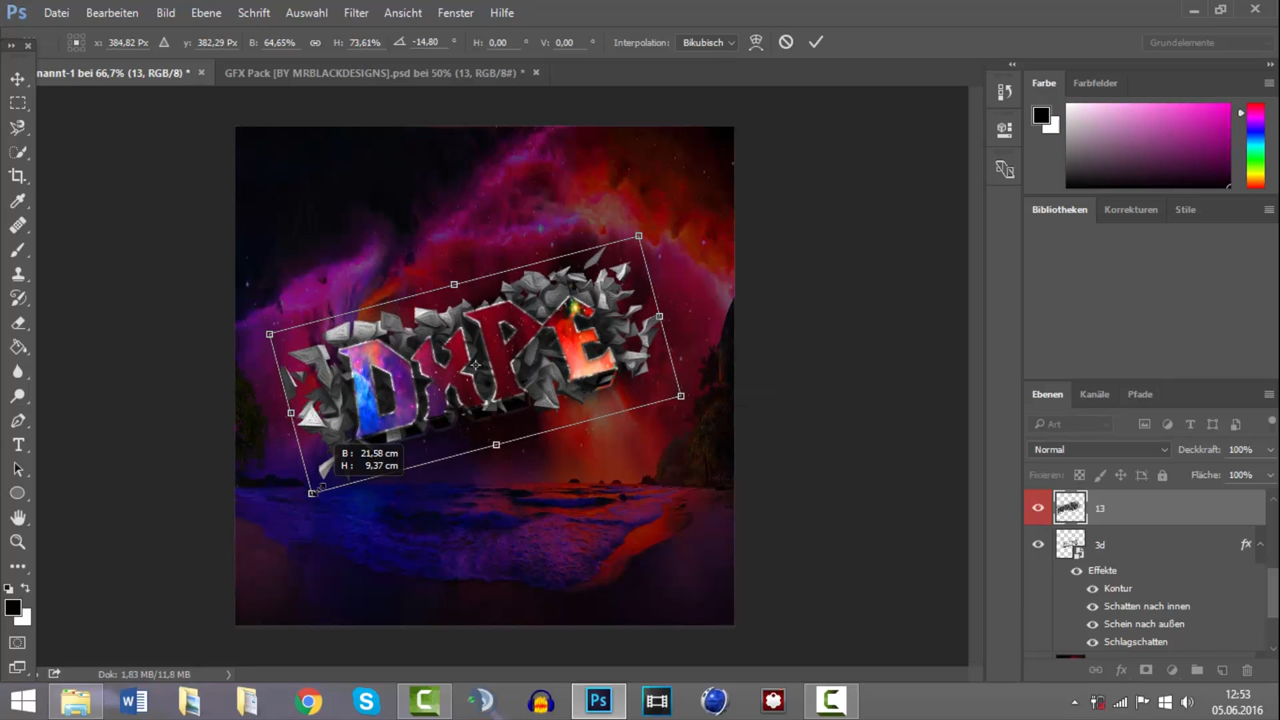 Ps Datei Bearbeiten Bild Ebene Schrift Auswahl Filter Ansicht Fenster Hilfe
x: 384,82 Px y: 382,29 Px B: 64,65% H: 73,61% -14,80 ° H: 0,00 ° V: 0,00 ° Interpolation: Bikubisch Grundelemente
nannt-1 bei 66,7% (13, RGB/8) * × GFX Pack [BY MRBLACKDESIGNS].psd bei 50% (13, RGB/8#) * ×
Farbe Farbfelder
Bibliotheken Korrekturen Stile
DXPE
B: 21,58 cm
H: 9,37 cm
Ebenen Kanäle Pfade
Art
Normal Deckkraft: 100%
Fixieren: Fläche: 100%
13
3d fx
Effekte
Kontur
Schatten nach innen
Schein nach außen
Schlagschatten
Dok: 1,83 MB/11,8 MB
12:53
05.06.2016